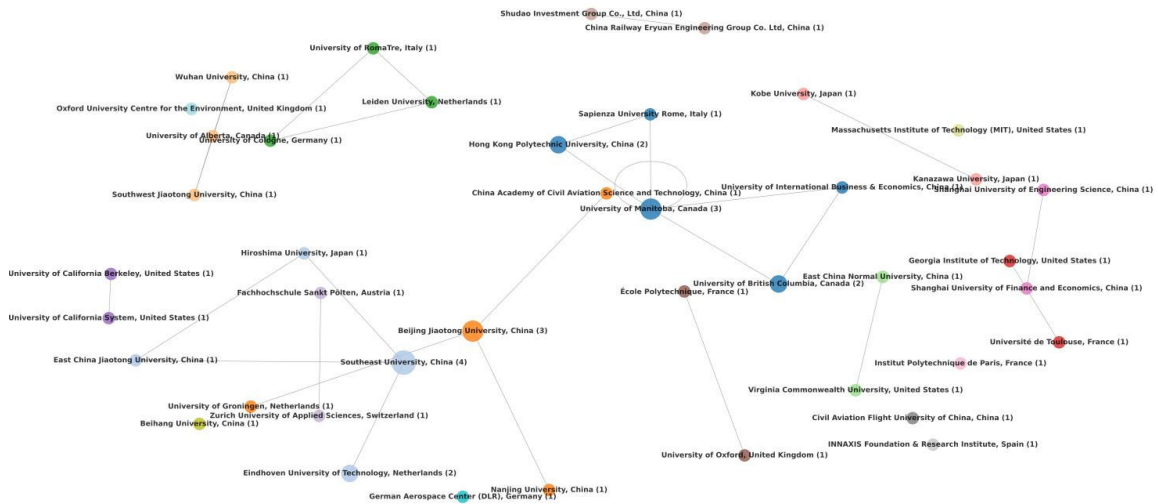 Shudao Investment Group Co., Ltd, China (1)
China Railway Eryuan Engineering Group Co. Ltd, China (1)
University of RomaTre, Italy (1)
Wuhan University, China (1)
Kobe University, Japan (1)
Leiden University, Netherlands (1)
Oxford University Centre for the Environment, United Kingdom (1)
Sapienza University Rome, Italy (1)
Massachusetts Institute of Technology (MIT), United States (1)
University of Alberta, Canada (1)
University of Cologne, Germany (1)
Hong Kong Polytechnic University, China (2)
Kanazawa University, Japan (1)
University of International Business & Economics, China (1)
Shanghai University of Engineering Science, China (1)
China Academy of Civil Aviation Science and Technology, China (1)
Southwest Jiaotong University, China (1)
University of Manitoba, Canada (3)
Hiroshima University, Japan (1)
Georgia Institute of Technology, United States (1)
University of California Berkeley, United States (1)
East China Normal University, China (1)
University of British Columbia, Canada (2)
Shanghai University of Finance and Economics, China (1)
École Polytechnique, France (1)
Fachhochschule Sankt Pölten, Austria (1)
University of California System, United States (1)
Beijing Jiaotong University, China (3)
Université de Toulouse, France (1)
East China Jiaotong University, China (1)
Southeast University, China (4)
Institut Polytechnique de Paris, France (1)
Virginia Commonwealth University, United States (1)
University of Groningen, Netherlands (1)
Zurich University of Applied Sciences, Switzerland (1)
Civil Aviation Flight University of China, China (1)
Beihang University, China (1)
INNAXIS Foundation & Research Institute, Spain (1)
University of Oxford, United Kingdom (1)
Eindhoven University of Technology, Netherlands (2)
Nanjing University, China (1)
German Aerospace Center (DLR), Germany (1)